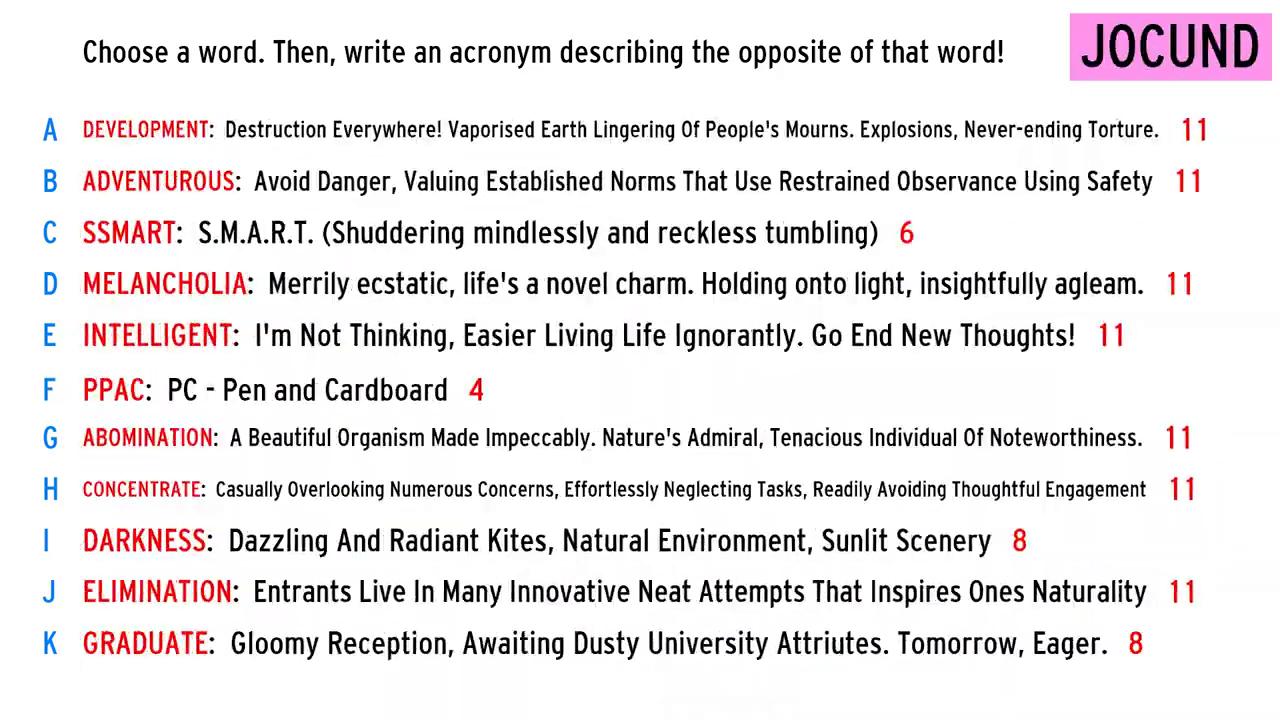 Choose a word. Then, write an acronym describing the opposite of that word!
JOCUND
A DEVELOPMENT: Destruction Everywhere! Vaporised Earth Lingering Of People's Mourns. Explosions, Never-ending Torture. 11
B ADVENTUROUS: Avoid Danger, Valuing Established Norms That Use Restrained Observance Using Safety 11
C SSMART: S.M.A.R.T. (Shuddering mindlessly and reckless tumbling) 6
D MELANCHOLIA: Merrily ecstatic, life's a novel charm. Holding onto light, insightfully agleam. 11
E INTELLIGENT: I'm Not Thinking, Easier Living Life Ignorantly. Go End New Thoughts! 11
F PPAC: PC - Pen and Cardboard 4
G ABOMINATION: A Beautiful Organism Made Impeccably. Nature's Admiral, Tenacious Individual Of Noteworthiness. 11
H CONCENTRATE: Casually Overlooking Numerous Concerns, Effortlessly Neglecting Tasks, Readily Avoiding Thoughtful Engagement 11
I DARKNESS: Dazzling And Radiant Kites, Natural Environment, Sunlit Scenery 8
J ELIMINATION: Entrants Live In Many Innovative Neat Attempts That Inspires Ones Naturality 11
K GRADUATE: Gloomy Reception, Awaiting Dusty University Attriutes. Tomorrow, Eager. 8